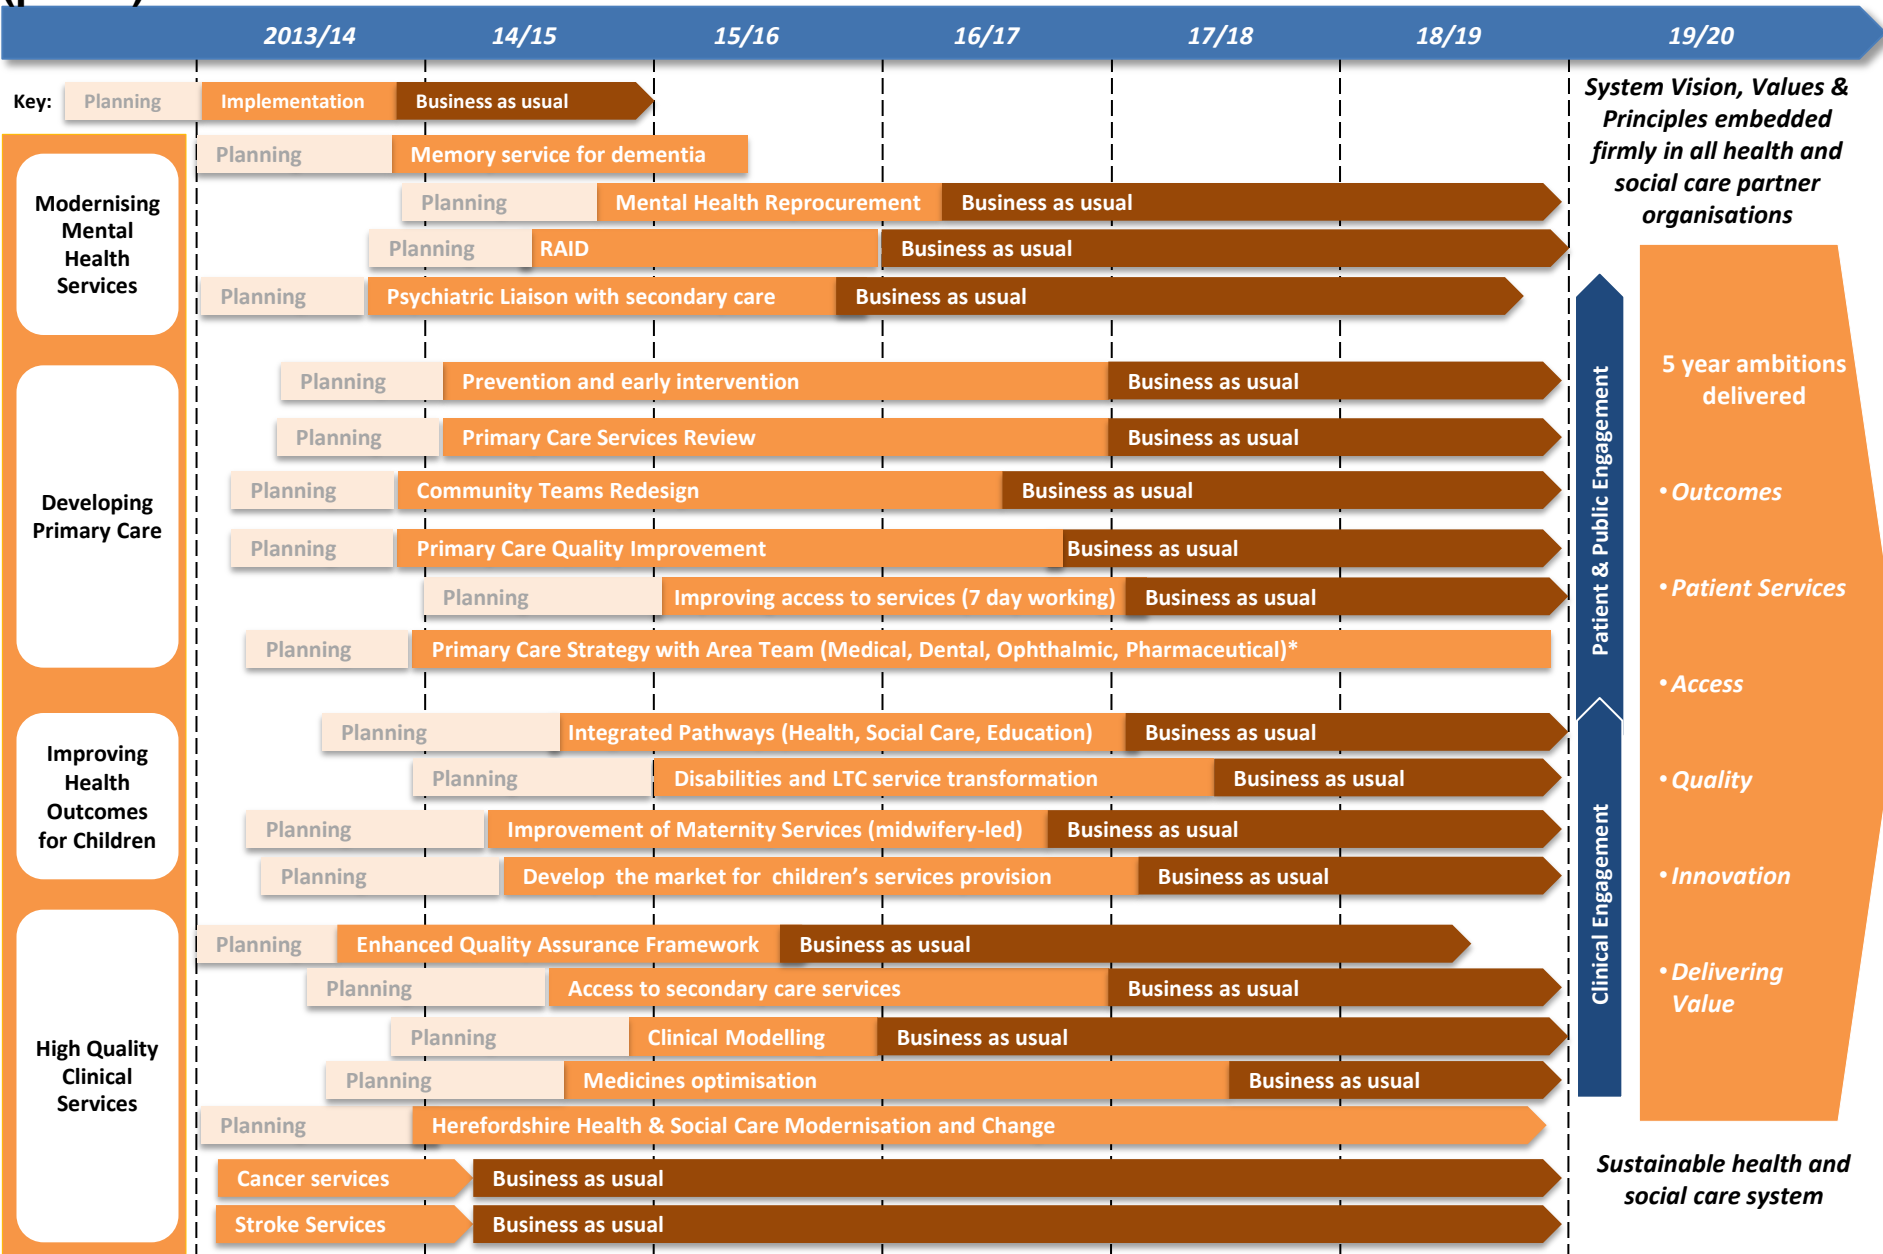 2013/14 14/15 15/16 16/17 17/18 18/19 19/20
Key: Planning Implementation Business as usual
System Vision, Values &
Principles embedded
firmly in all health and
social care partner
organisations
Modernising
Mental
Health
Services
Planning Memory service for dementia
Planning Mental Health Reprocurement Business as usual
Planning RAID Business as usual
Planning Psychiatric Liaison with secondary care Business as usual
Developing
Primary Care
Planning Prevention and early intervention Business as usual
Planning Primary Care Services Review Business as usual
Planning Community Teams Redesign Business as usual
Planning Primary Care Quality Improvement Business as usual
Planning Improving access to services (7 day working) Business as usual
Planning Primary Care Strategy with Area Team (Medical, Dental, Ophthalmic, Pharmaceutical)*
Improving
Health
Outcomes
for Children
Planning Integrated Pathways (Health, Social Care, Education) Business as usual
Planning Disabilities and LTC service transformation Business as usual
Planning Improvement of Maternity Services (midwifery-led) Business as usual
Planning Develop the market for children's services provision Business as usual
High Quality
Clinical
Services
Planning Enhanced Quality Assurance Framework Business as usual
Planning Access to secondary care services Business as usual
Planning Clinical Modelling Business as usual
Planning Medicines optimisation Business as usual
Planning Herefordshire Health & Social Care Modernisation and Change
Cancer services Business as usual
Stroke Services Business as usual
Patient & Public Engagement
Clinical Engagement
5 year ambitions
delivered
• Outcomes
• Patient Services
• Access
• Quality
• Innovation
• Delivering
Value
Sustainable health and
social care system